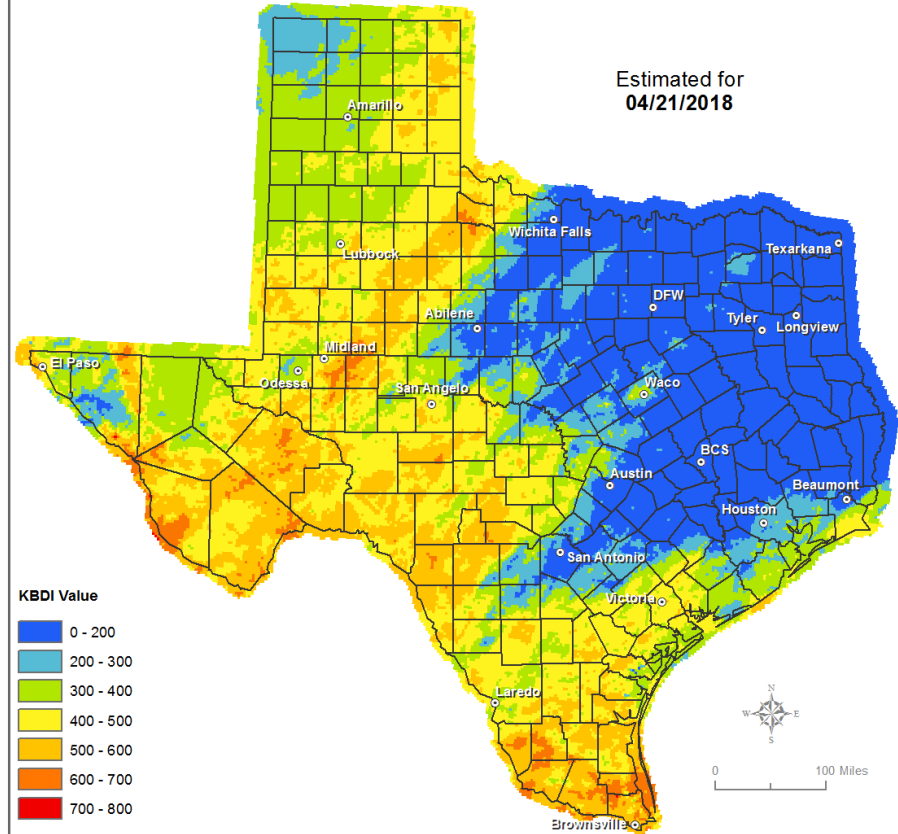 Estimated for
04/21/2018
Amarillo
Wichita Falls
Texarkana
Lubbock
DFW
Abilene
Tyler
Longview
Midland
El Paso
Odessa
San Angelo
Waco
BCS
Austin
Beaumont
Houston
San Antonio
Victoria
KBDI Value
0 - 200
200 - 300
300 - 400
400 - 500
500 - 600
600 - 700
700 - 800
Laredo
N
W
E
S
0 100 Miles
Brownsville